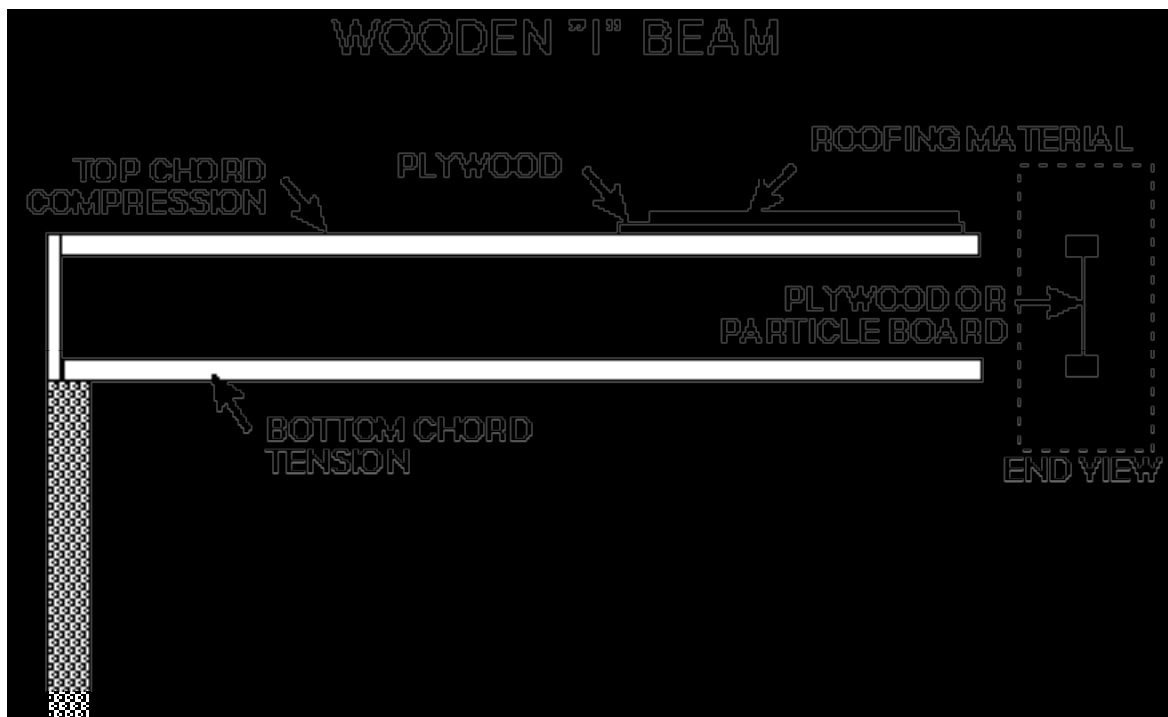 WOODEN "I" BEAM
ROOFING MATERIAL
PLYWOOD
TOP CHORD
COMPRESSION
PLYWOOD OR
PARTICLE BOARD
BOTTOM CHORD
TENSION
END VIEW